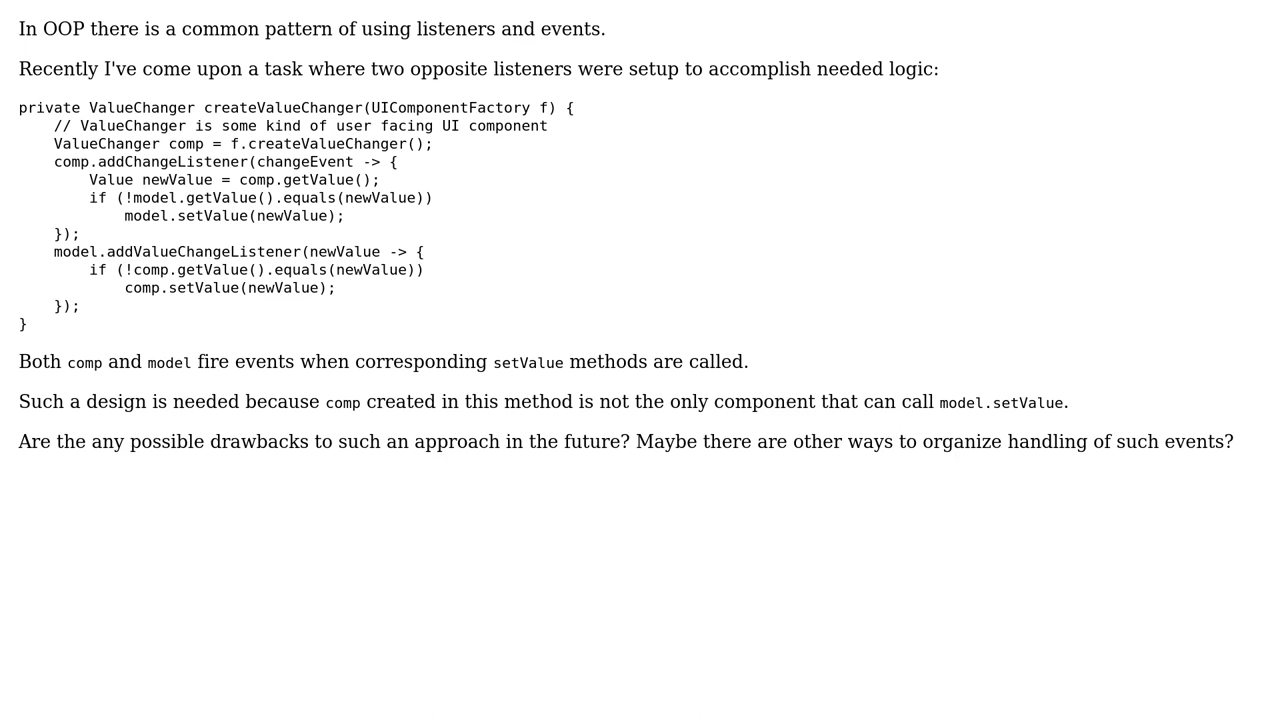 In OOP there is a common pattern of using listeners and events.
Recently I've come upon a task where two opposite listeners were setup to accomplish needed logic:
private ValueChanger createValueChanger(UIComponentFactory f) {
    // ValueChanger is some kind of user facing UI component
    ValueChanger comp = f.createValueChanger();
    comp.addChangeListener(changeEvent -> {
        Value newValue = comp.getValue();
        if (!model.getValue().equals(newValue))
            model.setValue(newValue);
    });
    model.addValueChangeListener(newValue -> {
        if (!comp.getValue().equals(newValue))
            comp.setValue(newValue);
    });
}
Both comp and model fire events when corresponding setValue methods are called.
Such a design is needed because comp created in this method is not the only component that can call model.setValue.
Are the any possible drawbacks to such an approach in the future? Maybe there are other ways to organize handling of such events?